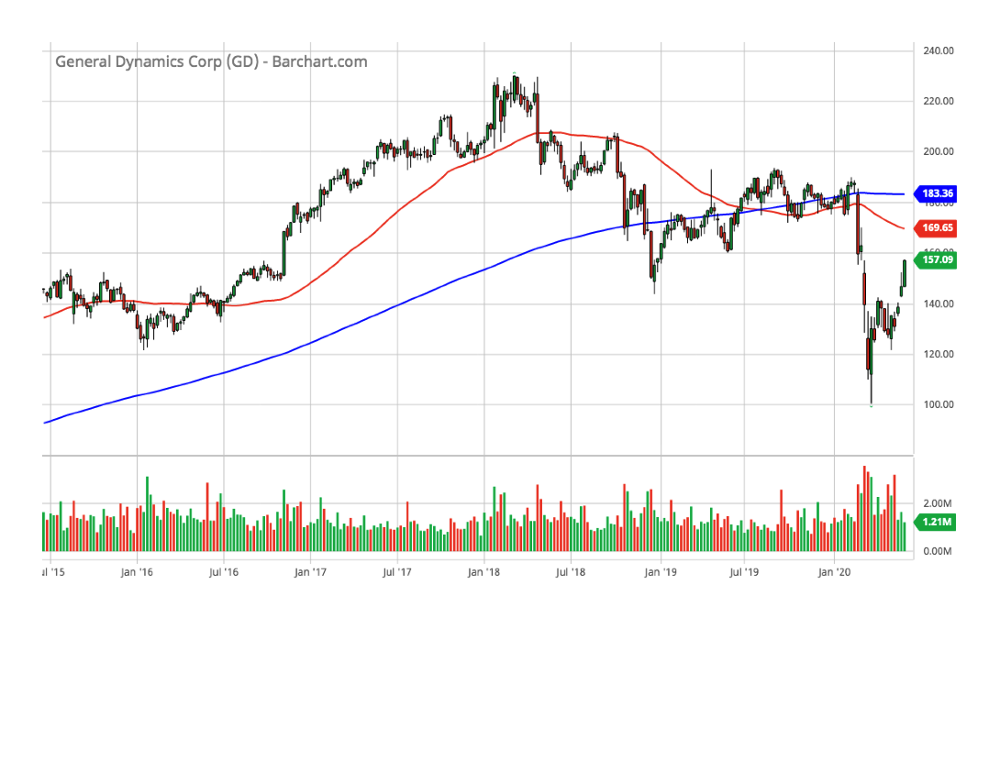 General Dynamics Corp (GD) - Barchart.com
240.00
220.00
200.00
183.36
169.65
157.09
140.00
120.00
100.00
2.00M
1.21M
0.00M
'15 Jan '16 Jul '16 Jan '17 Jul '17 Jan '18 Jul '18 Jan '19 Jul '19 Jan '20